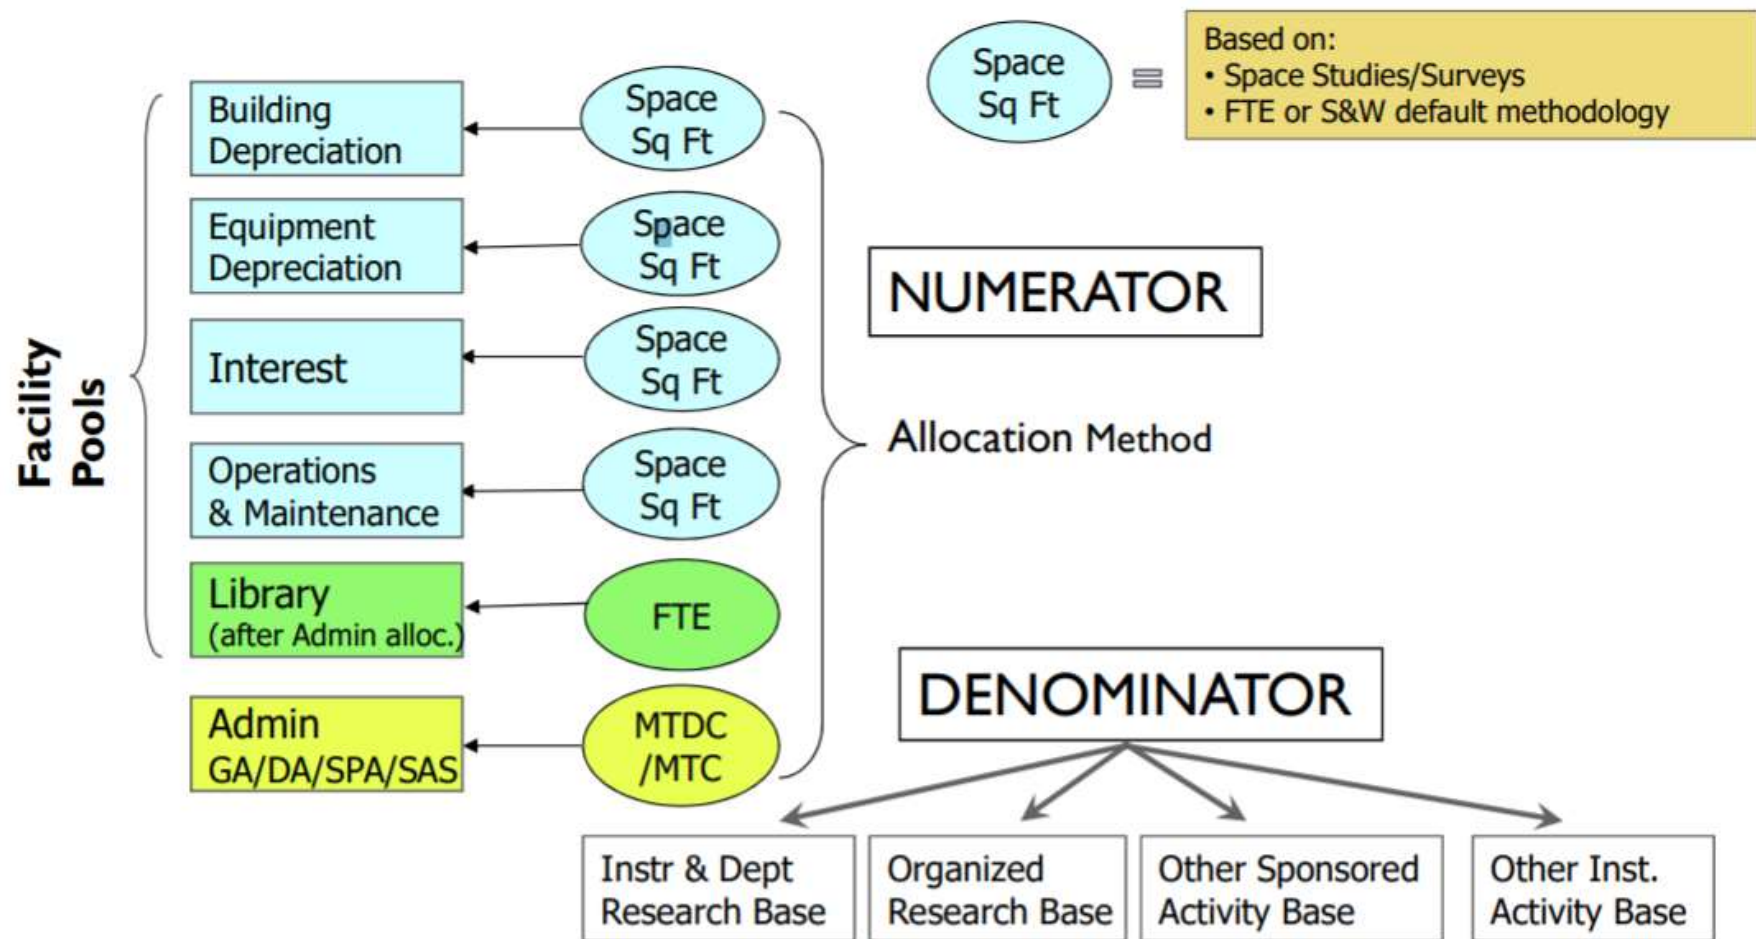 Facility
Pools
Building
Depreciation
Space
Sq Ft
Equipment
Depreciation
Space
Sq Ft
Interest
Space
Sq Ft
Operations
& Maintenance
Space
Sq Ft
Library
(after Admin alloc.)
FTE
Admin
GA/DA/SPA/SAS
MTDC
/MTC
Space
Sq Ft
=
Based on:
• Space Studies/Surveys
• FTE or S&W default methodology
NUMERATOR
Allocation Method
DENOMINATOR
Instr & Dept
Research Base
Organized
Research Base
Other Sponsored
Activity Base
Other Inst.
Activity Base